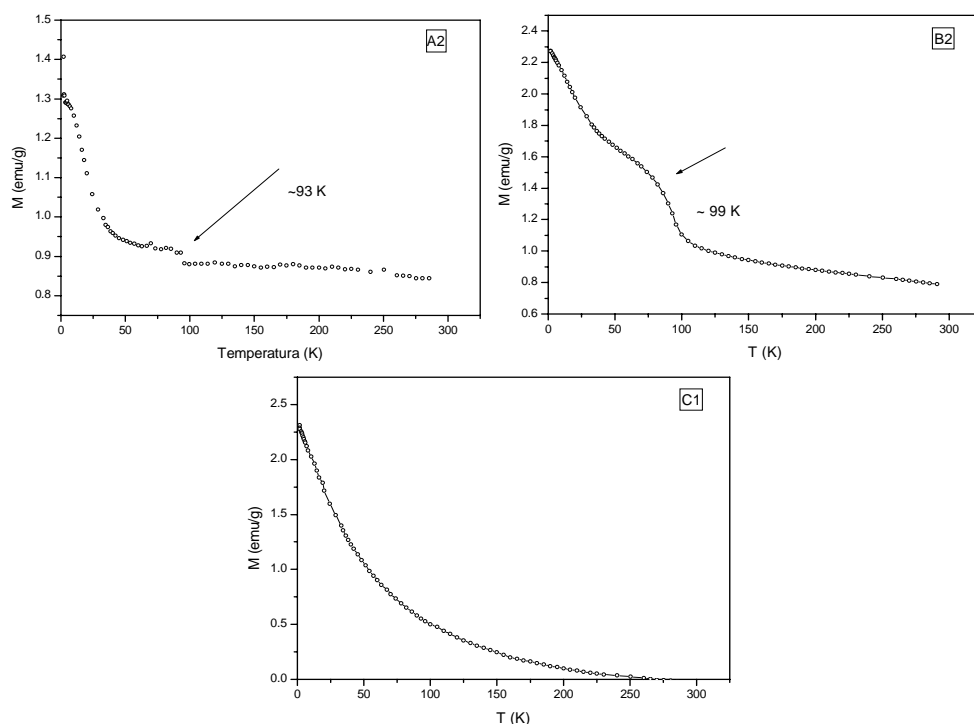 1.5
1.4
1.3
1.2
1.1
1.0
0.9
0.8
M (emu/g)
A2
~93 K
0 50 100 150 200 250 300
Temperatura (K)
2.4
2.2
2.0
1.8
1.6
1.4
1.2
1.0
0.8
0.6
M (emu/g)
B2
~ 99 K
0 50 100 150 200 250 300
T (K)
2.5
2.0
1.5
1.0
0.5
0.0
M (emu/g)
C1
0 50 100 150 200 250 300
T (K)